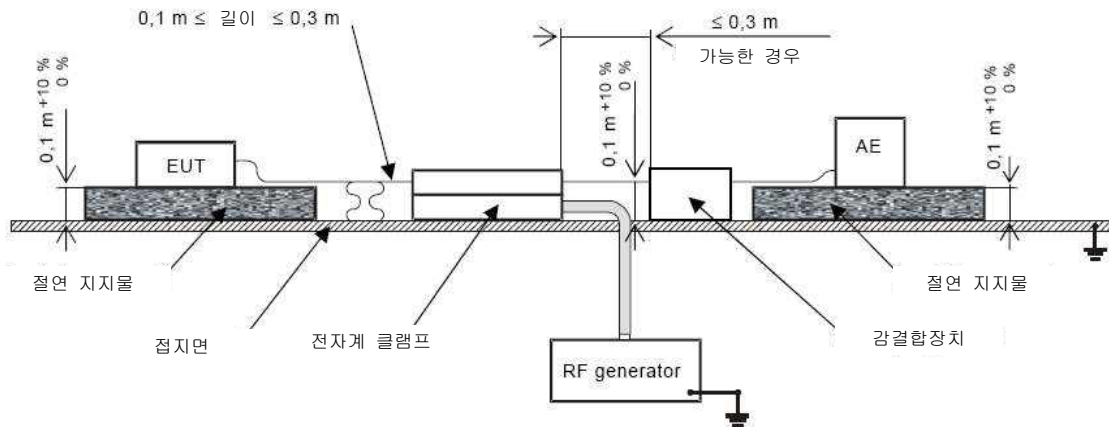 0,1 m ≤ 길이 ≤ 0,3 m
≤ 0,3 m
가능한 경우
0,1 m +10 %
0 %
0,1 m +10 %
0 %
0,1 m +10 %
0 %
EUT
AE
절연 지지물
접지면
전자계 클램프
감결합장치
절연 지지물
RF generator